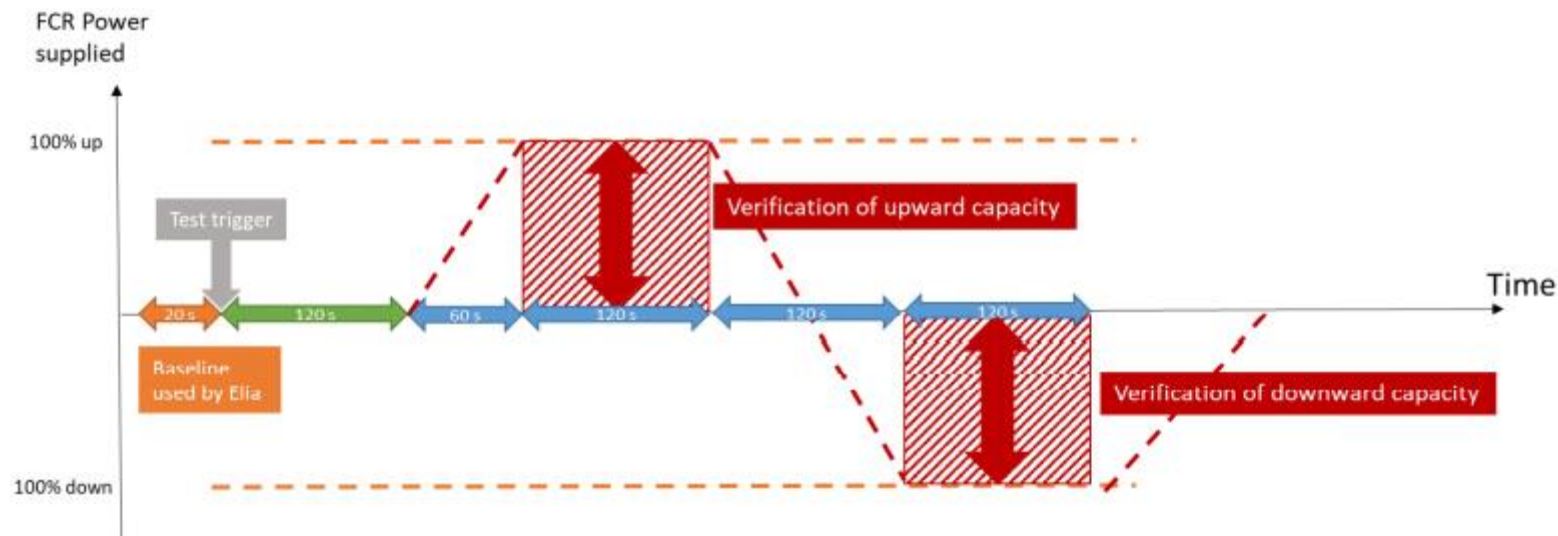 FCR Power
supplied
100% up
Test trigger
Verification of upward capacity
Time
20 s
120 s
60 s
120 s
120 s
120 s
Baseline
used by Elia
Verification of downward capacity
100% down